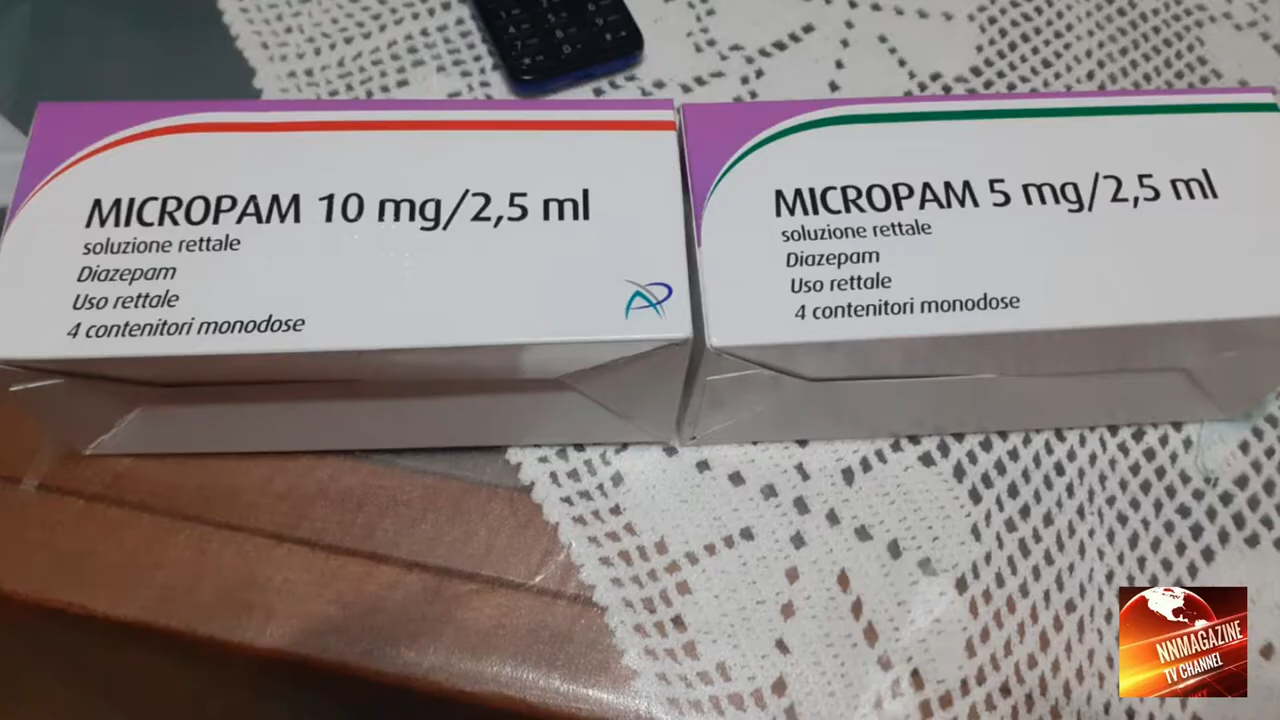 MICROPAM 10 mg/2,5 ml
soluzione rettale
Diazepam
Uso rettale
4 contenitori monodose
MICROPAM 5 mg/2,5 ml
soluzione rettale
Diazepam
Uso rettale
4 contenitori monodose
NNMAGAZINE
TV CHANNEL